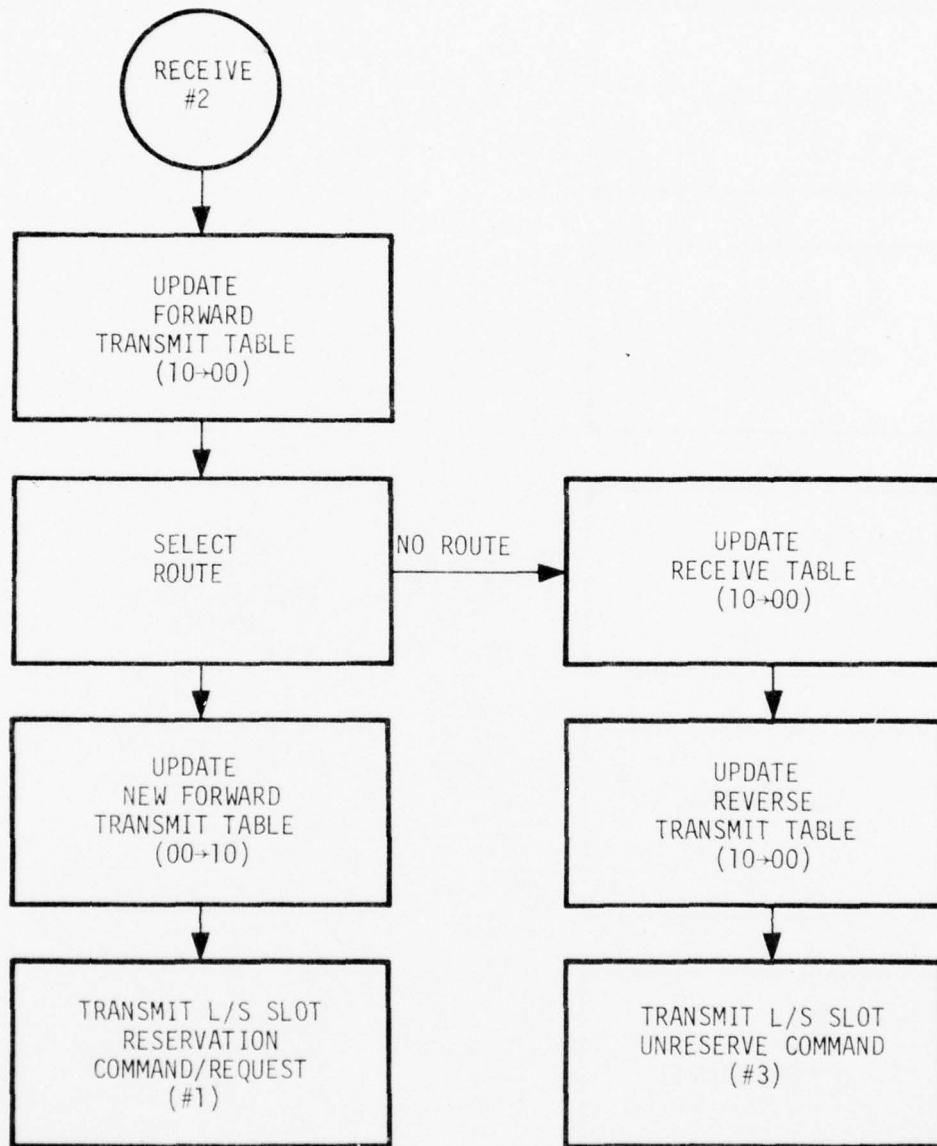 RECEIVE
#2
UPDATE
FORWARD
TRANSMIT TABLE
(10→00)
SELECT
ROUTE
NO ROUTE
UPDATE
RECEIVE TABLE
(10→00)
UPDATE
NEW FORWARD
TRANSMIT TABLE
(00→10)
UPDATE
REVERSE
TRANSMIT TABLE
(10→00)
TRANSMIT L/S SLOT
RESERVATION
COMMAND/REQUEST
(#1)
TRANSMIT L/S SLOT
UNRESERVE COMMAND
(#3)